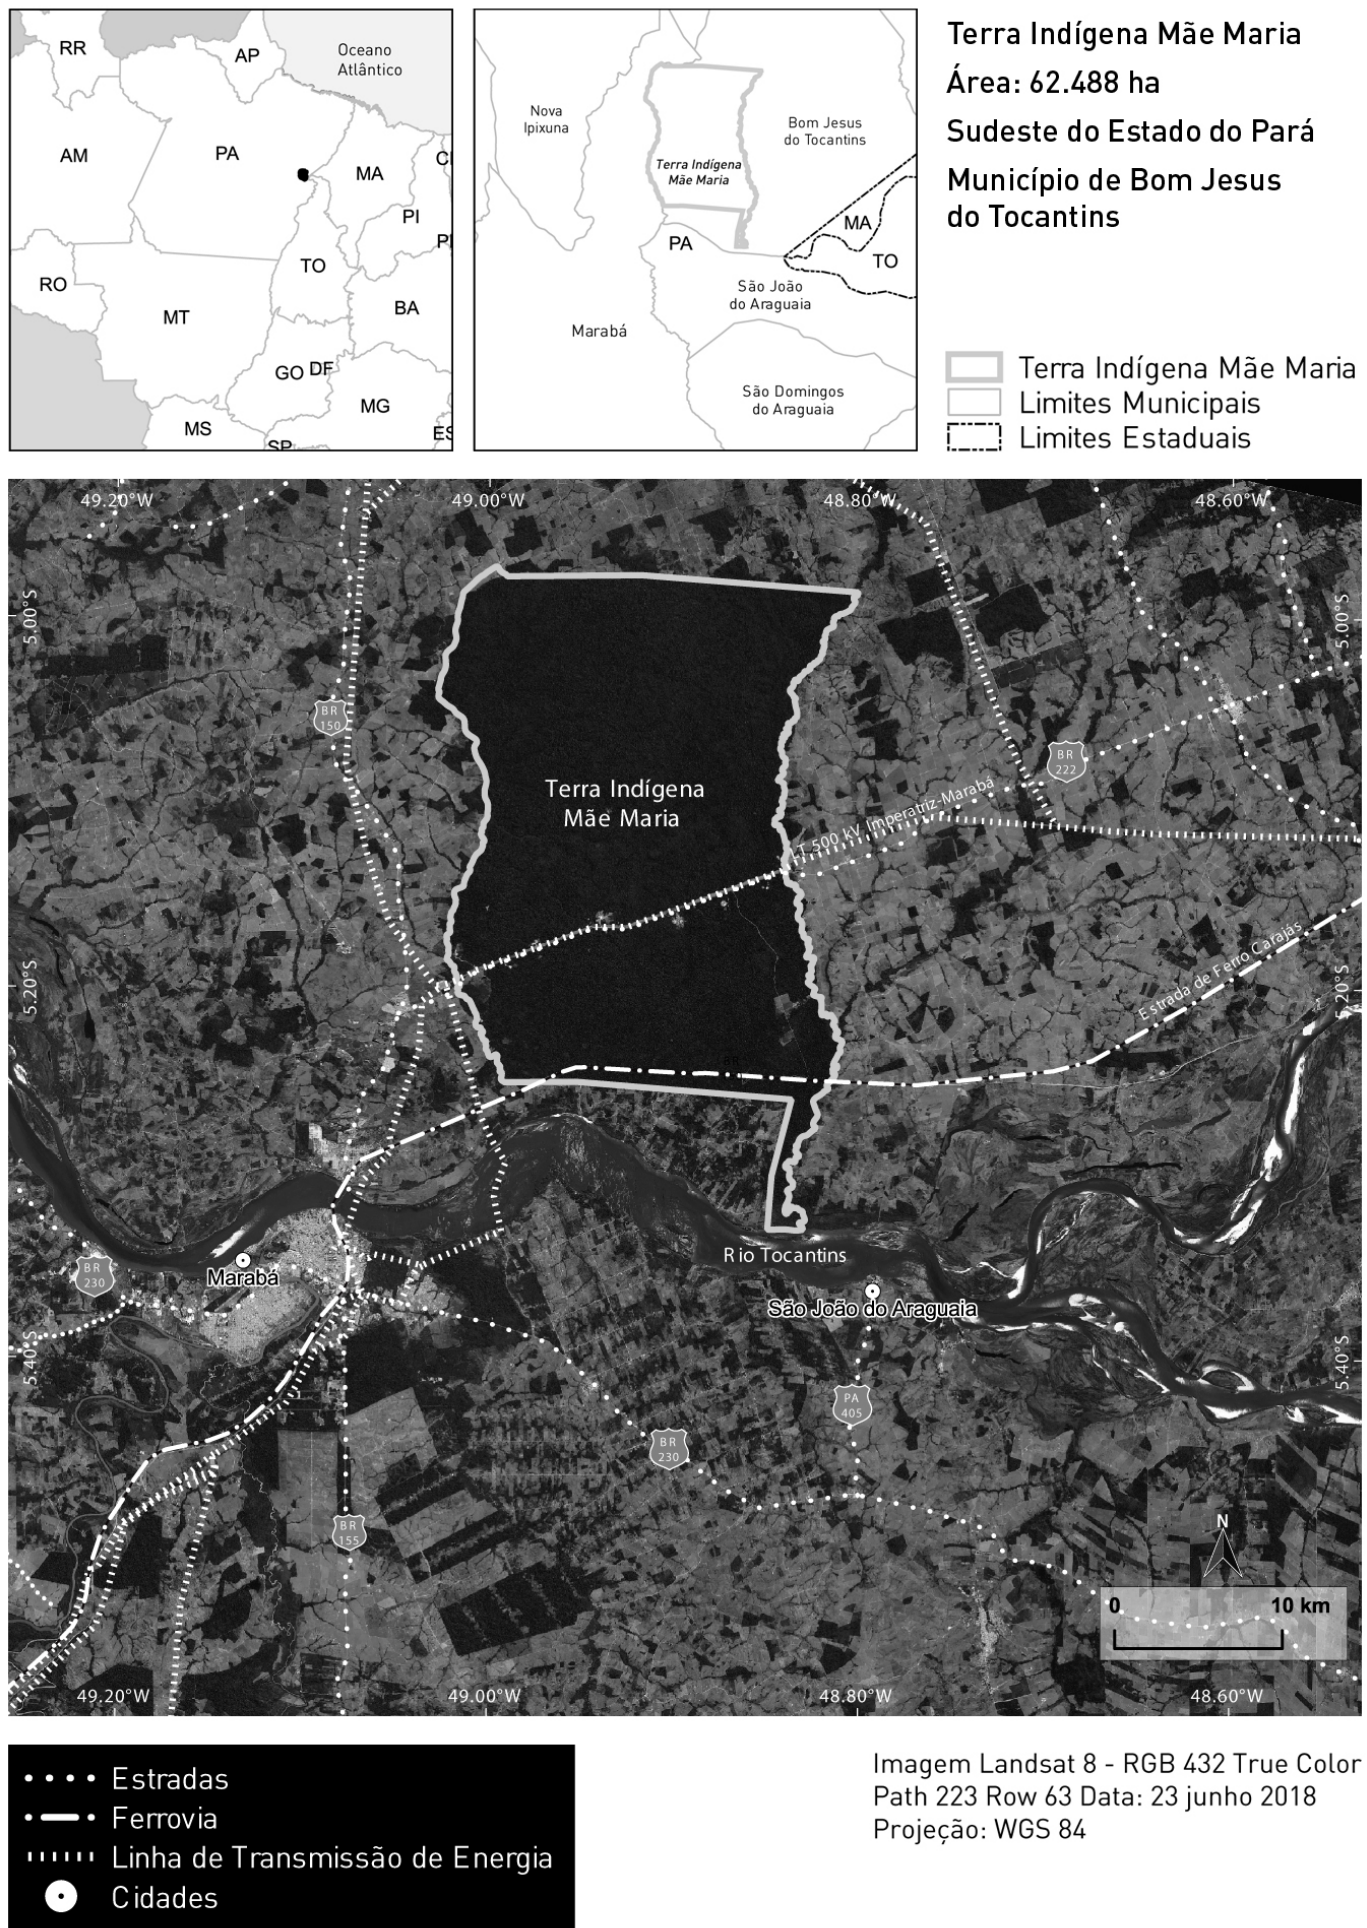 RR
AP
Oceano
Atlântico
AM
PA
MA
PI
TO
RO
MT
BA
GO
DF
MG
MS
SP
ES
Nova
Ipixuna
Bom Jesus
do Tocantins
Terra Indígena
Mãe Maria
MA
PA
TO
São João
do Araguaia
Marabá
São Domingos
do Araguaia
Terra Indígena Mãe Maria
Área: 62.488 ha
Sudeste do Estado do Pará
Município de Bom Jesus
do Tocantins
Terra Indígena Mãe Maria
Limites Municipais
Limites Estaduais
49.20°W
49.00°W
48.80°W
48.60°W
5.00°S
5.00°S
BR
150
BR
222
Terra Indígena
Mãe Maria
LT 500 kV Imperatriz-Marabá
Estrada de Ferro Carajás
5.20°S
5.20°S
Rio Tocantins
BR
230
Marabá
São João do Araguaia
5.40°S
5.40°S
PA
405
BR
230
BR
155
N
0
10 km
49.20°W
49.00°W
48.80°W
48.60°W
Estradas
Ferrovia
Linha de Transmissão de Energia
Cidades
Imagem Landsat 8 - RGB 432 True Color
Path 223 Row 63 Data: 23 junho 2018
Projeção: WGS 84